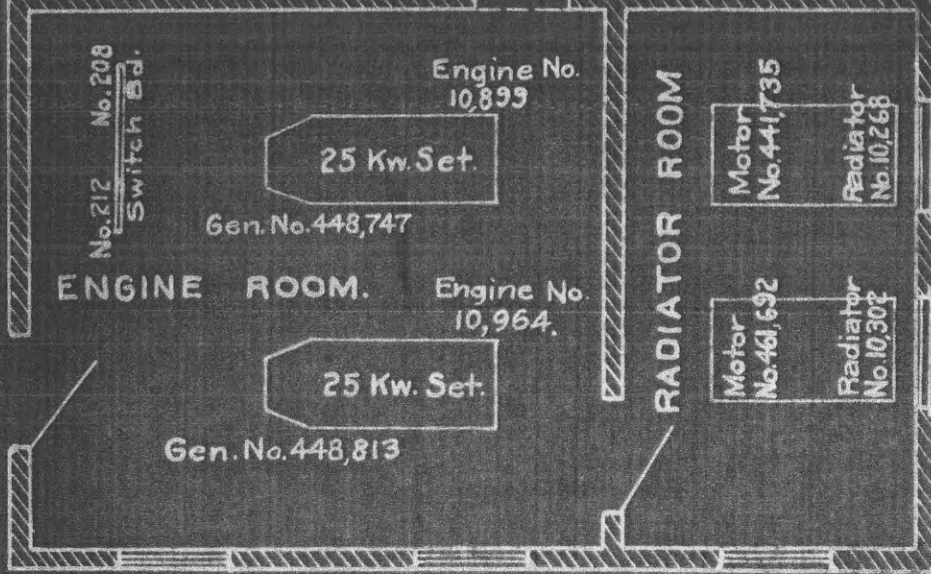 No.212 No.208
Switch Bd.
Engine No.
10,899
25 Kw. Set.
Gen. No. 448,747
ENGINE ROOM.
Engine No.
10,964.
25 Kw. Set.
Gen. No. 448,813
RADIATOR ROOM
Motor
No. 441,735
Radiator
No. 10,268
Motor
No. 461,692
Radiator
No. 10,302